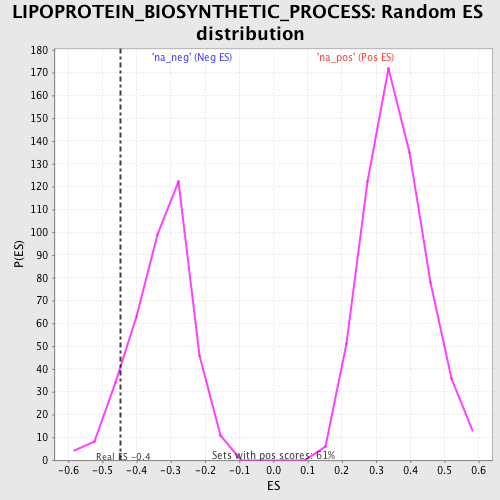 LIPOPROTEIN_BIOSYNTHETIC_PROCESS: Random ES
distribution
'na_neg' (Neg ES)
'na_pos' (Pos ES)
P(ES)
180
170
160
150
140
130
120
110
100
90
80
70
60
50
40
30
20
10
0
Real ES -0.4
Sets with pos scores: 61%
-0.6 -0.5 -0.4 -0.3 -0.2 -0.1 0.0 0.1 0.2 0.3 0.4 0.5 0.6
ES